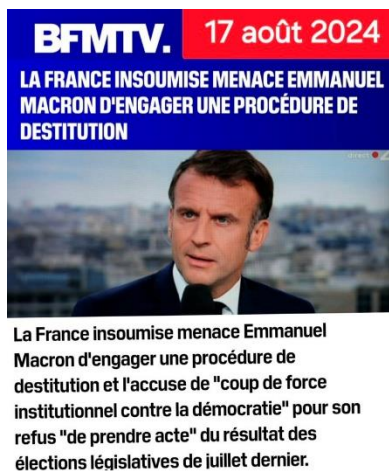 BFMTV. 17 août 2024
LA FRANCE INSOUMISE MENACE EMMANUEL
MACRON D'ENGAGER UNE PROCÉDURE DE
DESTITUTION
direct
La France insoumise menace Emmanuel
Macron d'engager une procédure de
destitution et l'accuse de "coup de force
institutionnel contre la démocratie" pour son
refus "de prendre acte" du résultat des
élections législatives de juillet dernier.